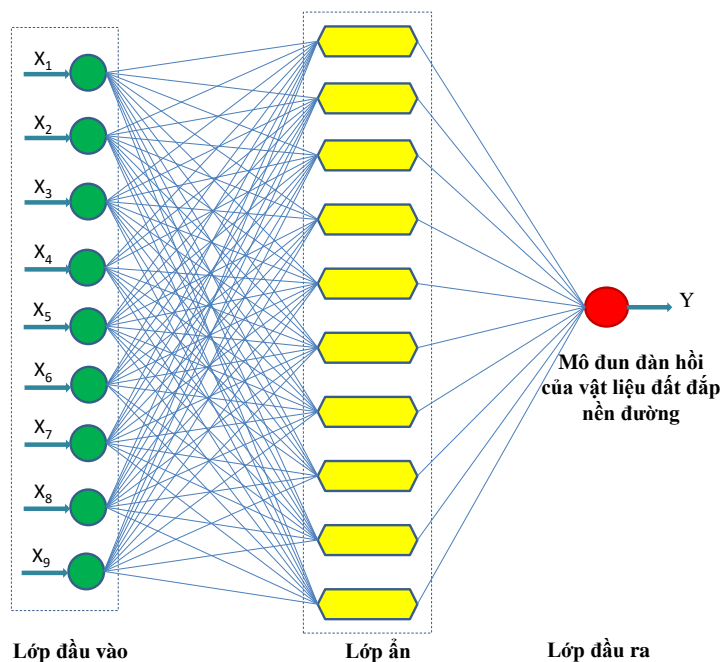 X1
X2
X3
X4
X5
X6
X7
X8
X9
Y
Mô đun đàn hồi
của vật liệu đất đắp
nền đường
Lớp đầu vào
Lớp ẩn
Lớp đầu ra